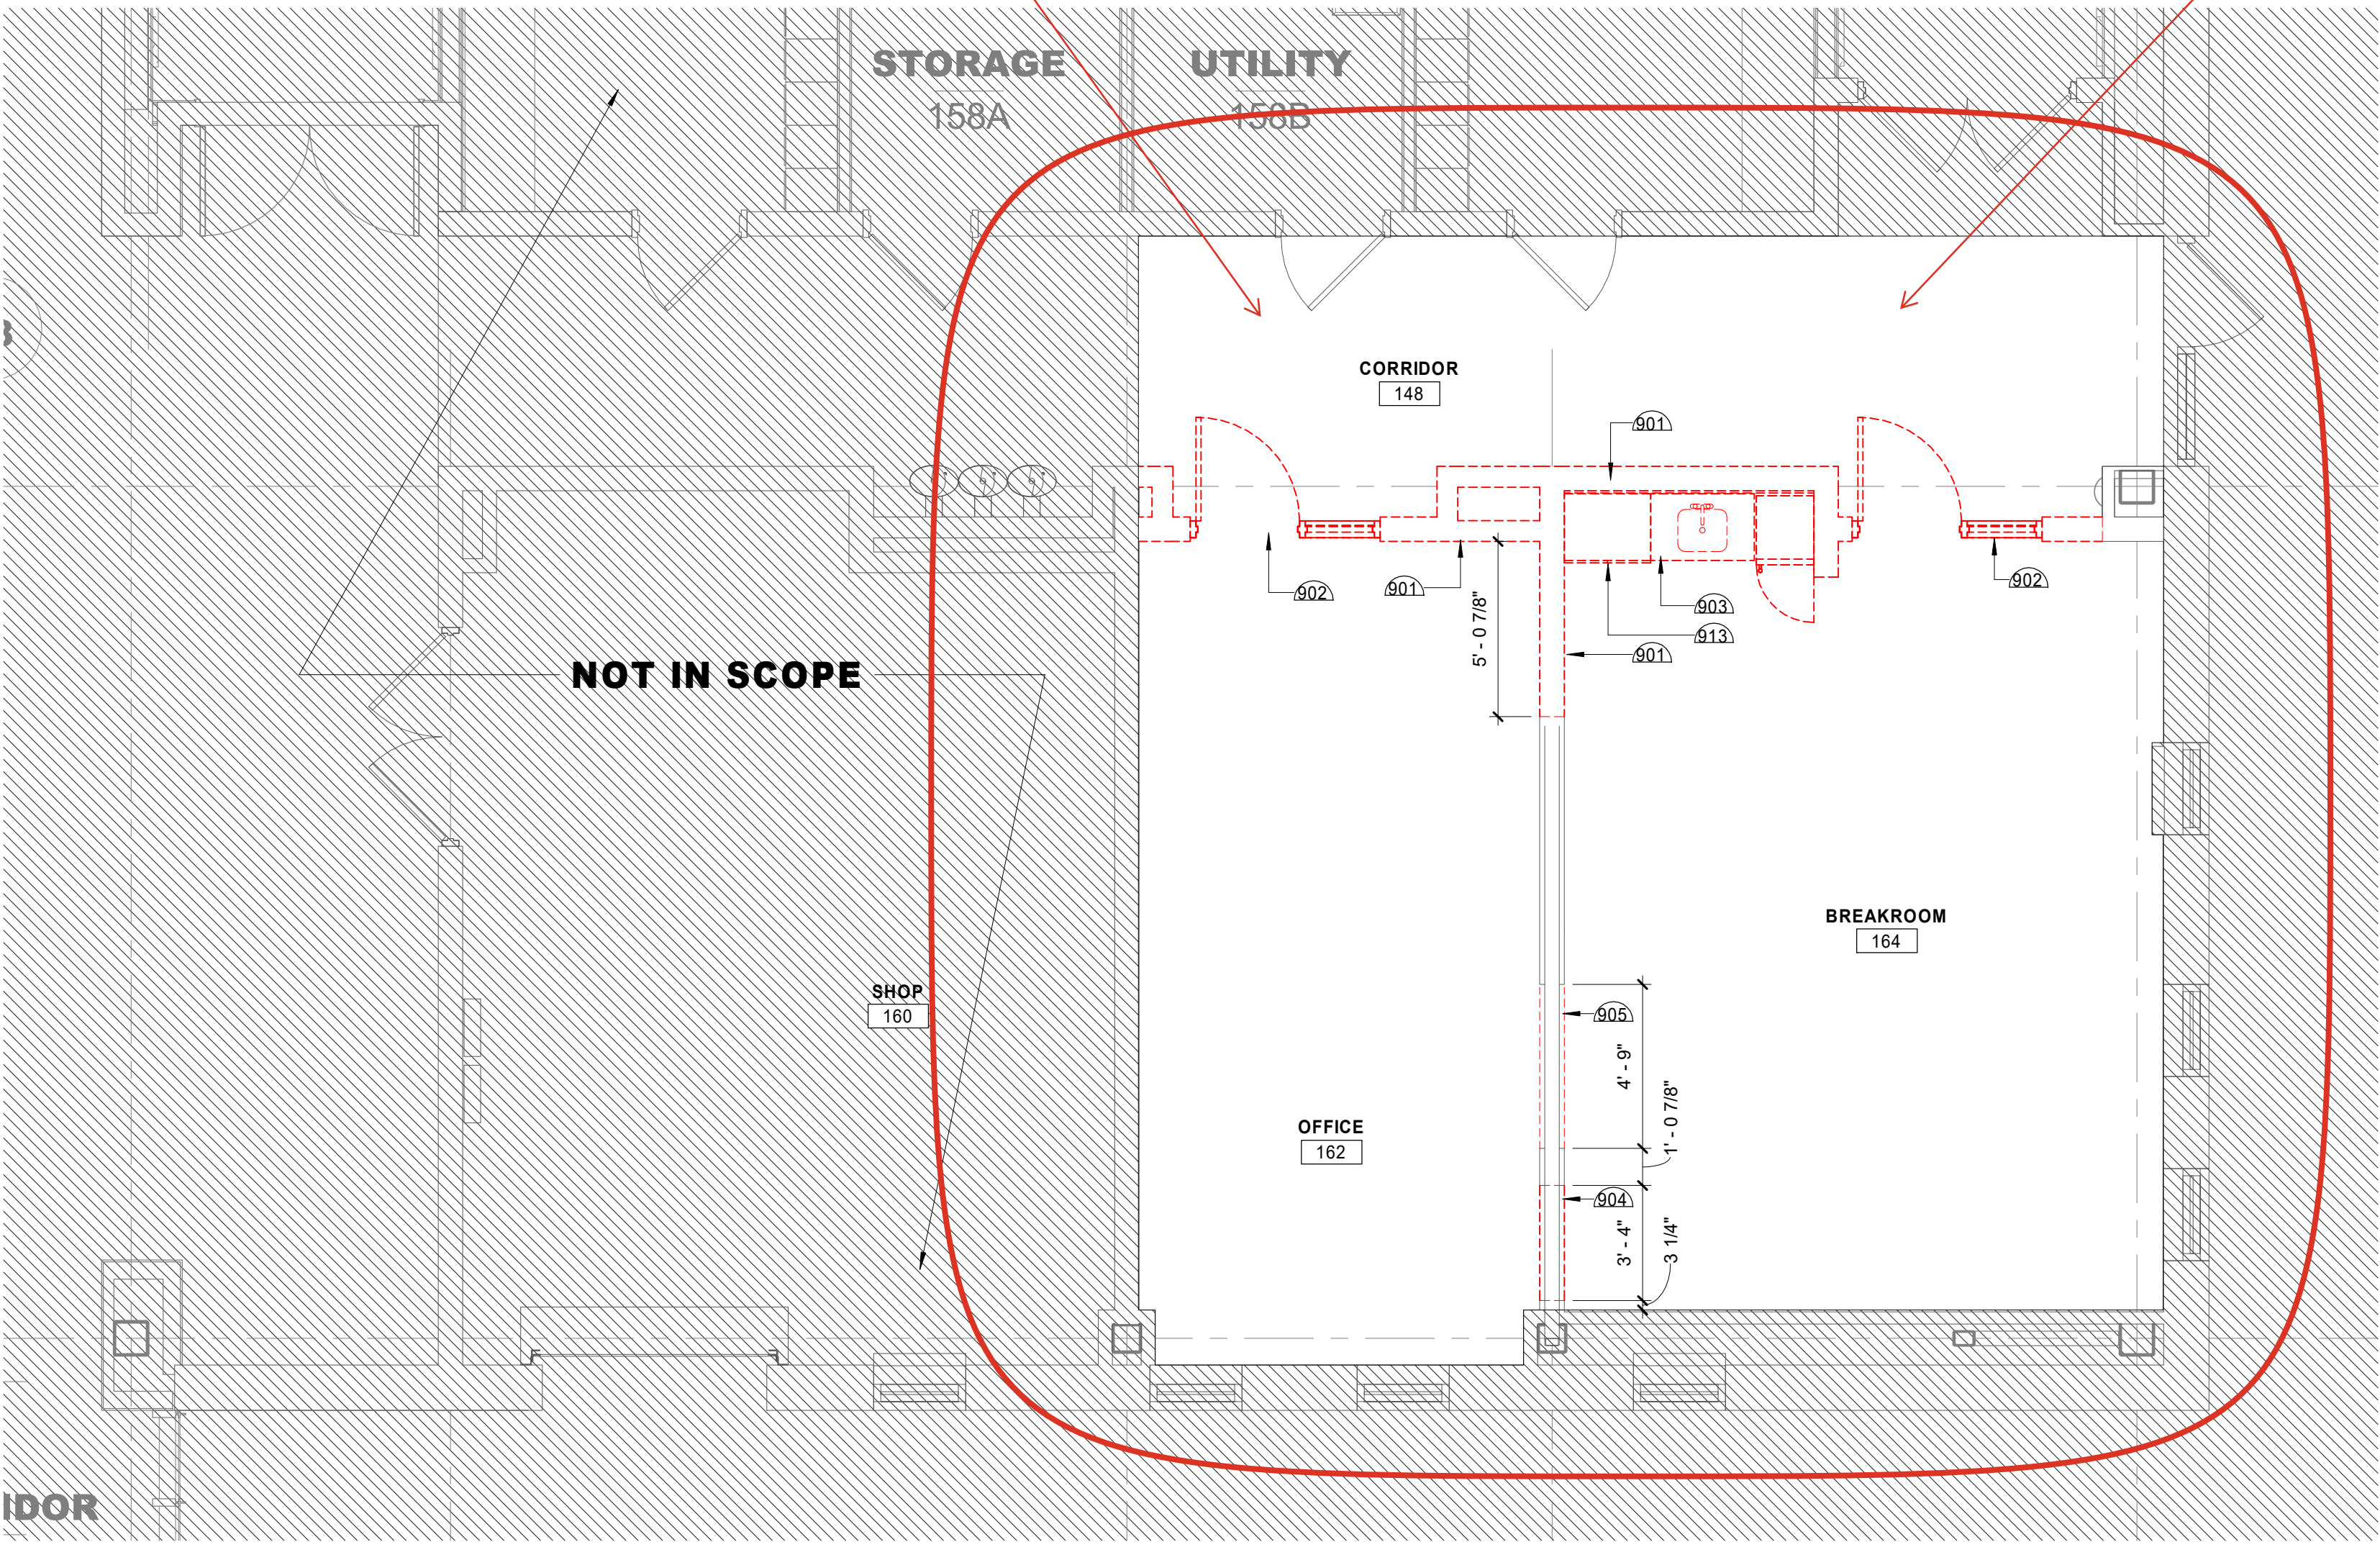 STORAGE
158A
UTILITY
158B
CORRIDOR
148
901
902
901
5' - 0 7/8"
903
913
901
902
NOT IN SCOPE
BREAKROOM
164
SHOP
160
905
4' - 9"
1' - 0 7/8"
OFFICE
162
904
3' - 4"
3 1/4"
IDOR